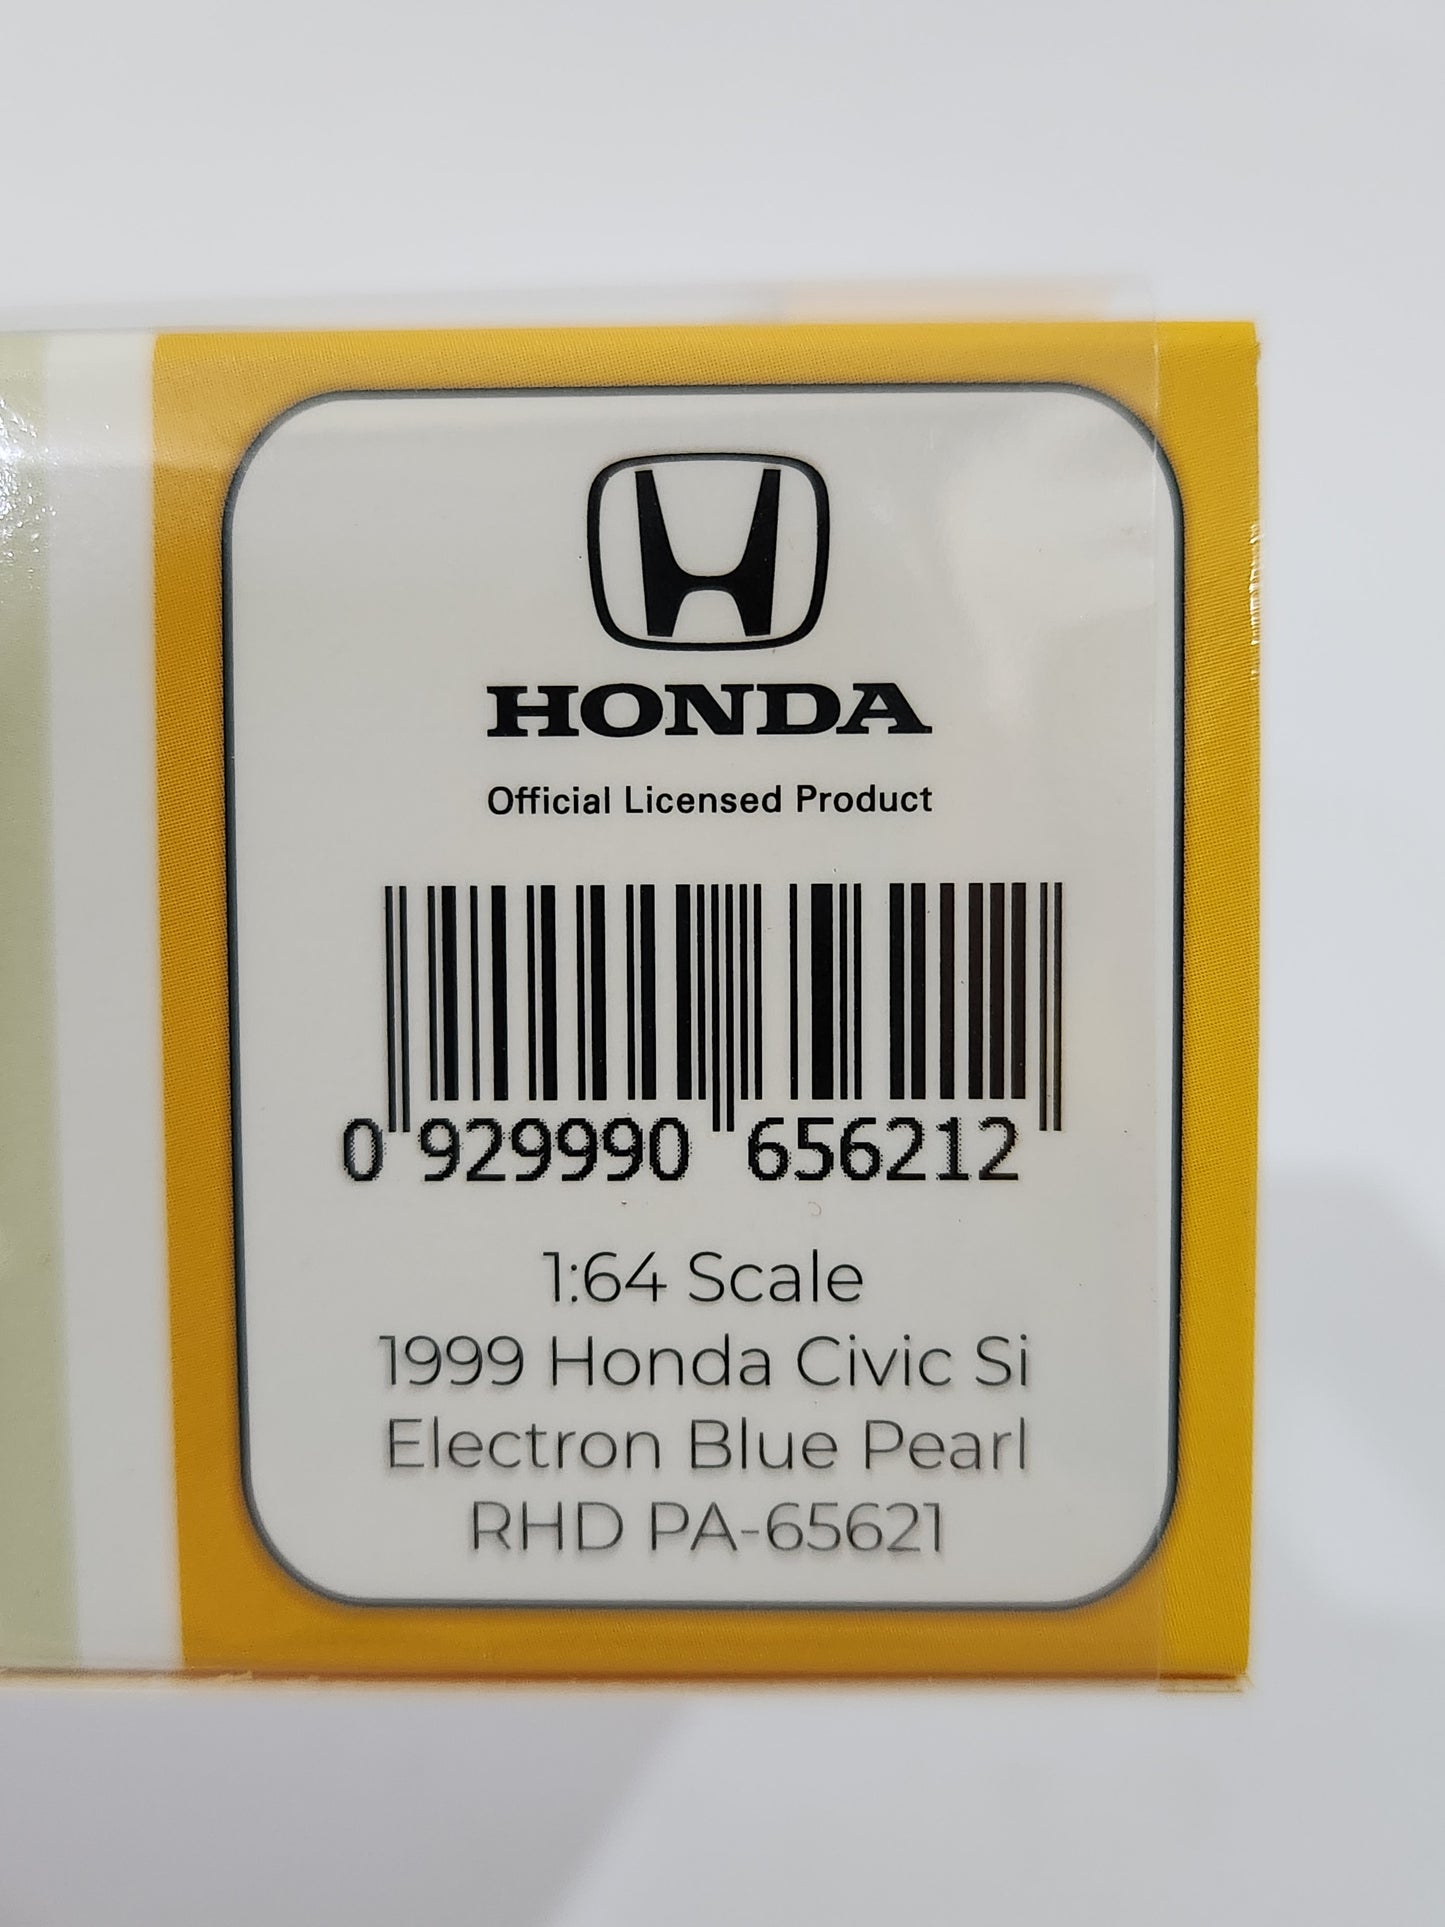 HONDA
Official Licensed Product
0 929990 656212
1:64 Scale
1999 Honda Civic Si
Electron Blue Pearl
RHD PA-65621